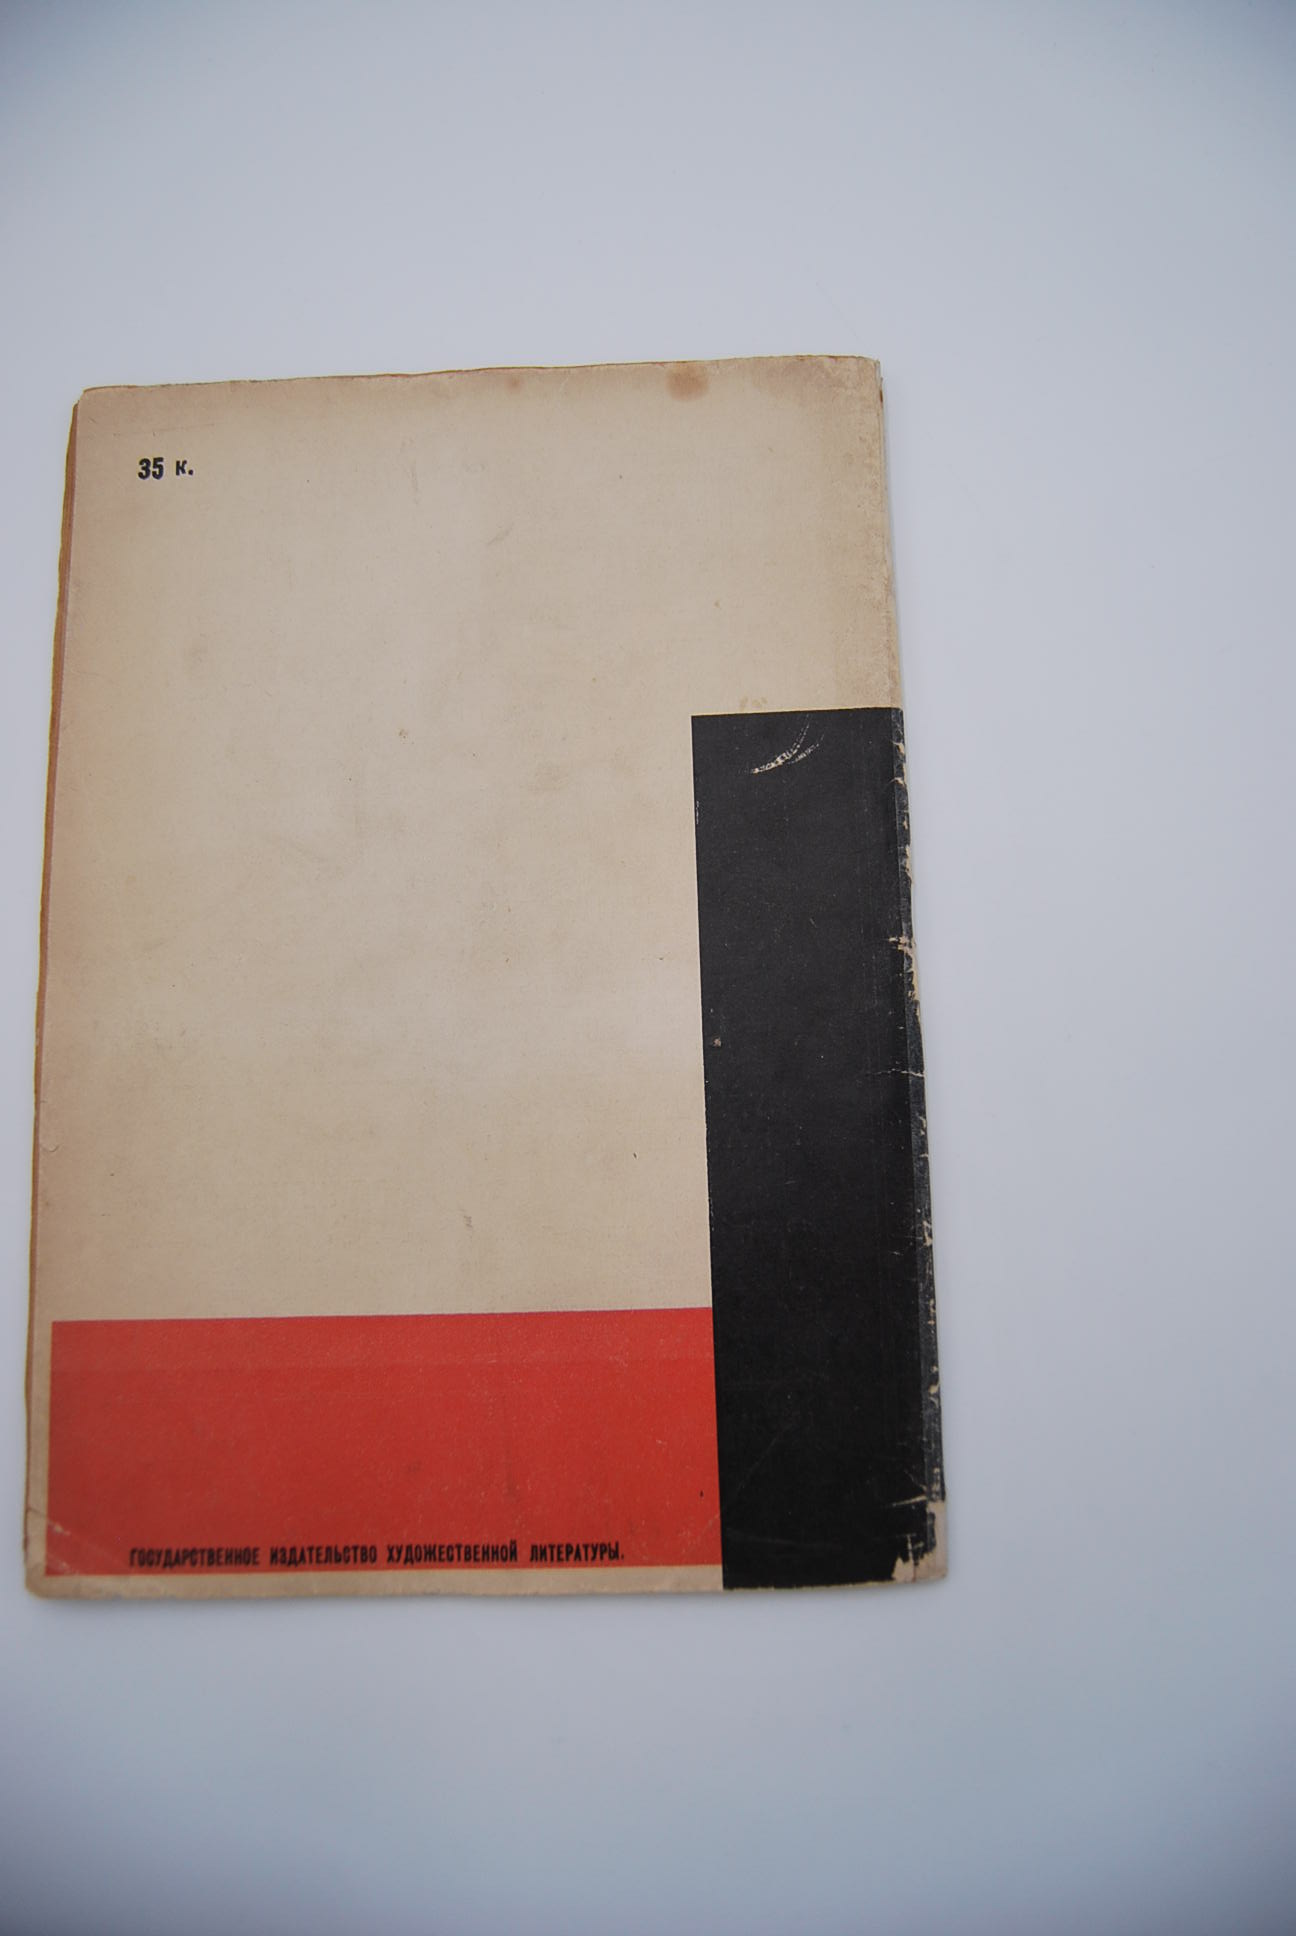 35 к.
ГОСУДАРСТВЕННОЕ ИЗДАТЕЛЬСТВО ХУДОЖЕСТВЕННОЙ ЛИТЕРАТУРЫ.